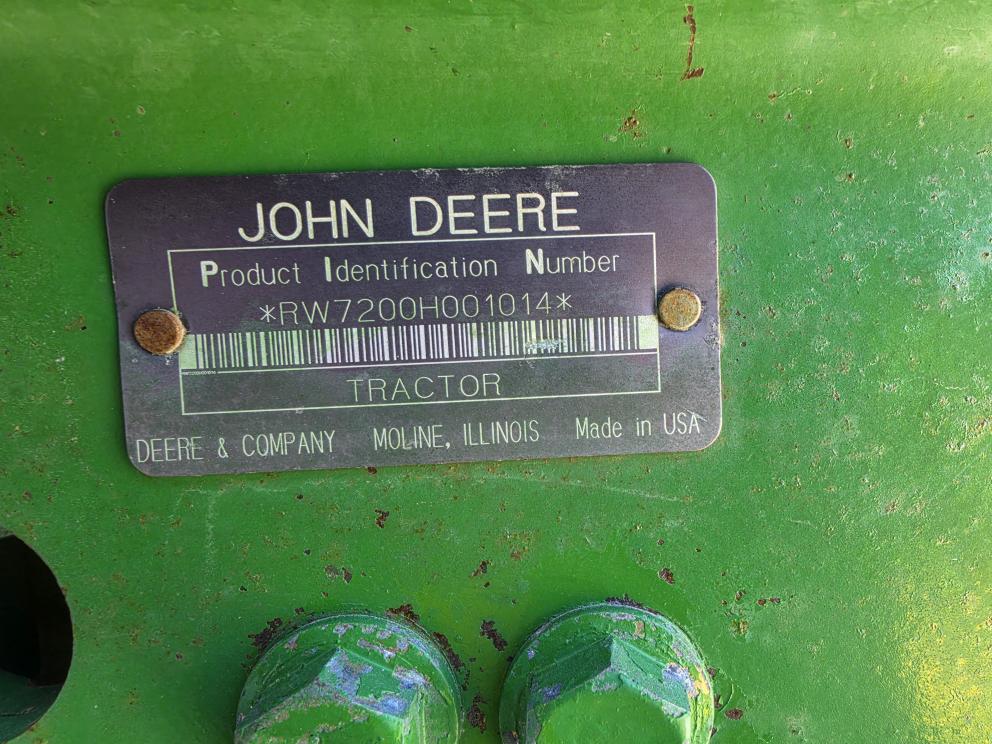 JOHN DEERE
Product Identification Number
*RW7200H001014*
TRACTOR
DEERE & COMPANY MOLINE, ILLINOIS Made in USA